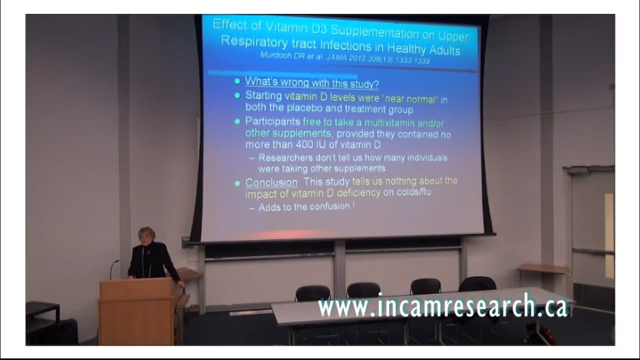 Effect of Vitamin D3 Supplementation on Upper
Respiratory tract Infections in Healthy Adults
Murdoch DR et al. JAMA 2012;308(13) 1333-1339
What's wrong with this study?
Starting vitamin D levels were "near normal" in
both the placebo and treatment group
Participants free to take a multivitamin and/or
other supplements, provided they contained no
more than 400 IU of vitamin D
– Researchers don't tell us how many individuals
were taking other supplements
Conclusion: This study tells us nothing about the
impact of vitamin D deficiency on colds/flu
– Adds to the confusion !
www.incamresearch.ca